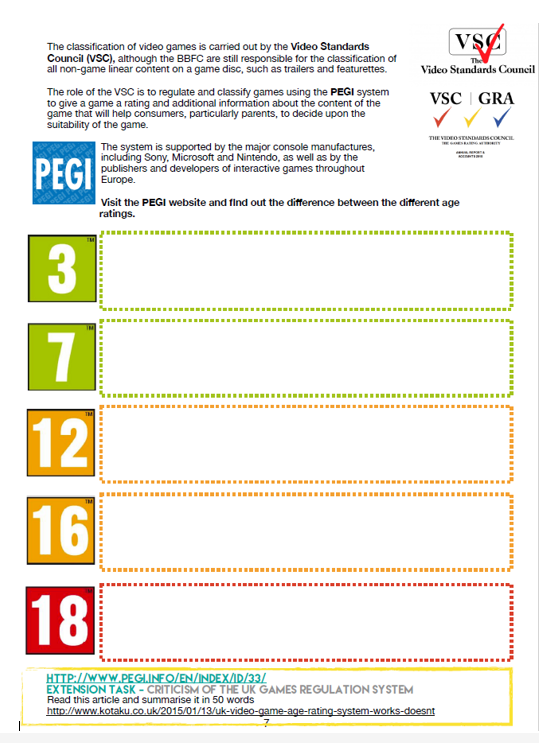 The classification of video games is carried out by the Video Standards
Council (VSC), although the BBFC are still responsible for the classification of
all non-game linear content on a game disc, such as trailers and featurettes.
The role of the VSC is to regulate and classify games using the PEGI system
to give a game a rating and additional information about the content of the
game that will help consumers, particularly parents, to decide upon the
suitability of the game.
VSC
The
Video Standards Council
VSC | GRA
THE VIDEO STANDARDS COUNCIL
THE GAMES RATING AUTHORITY
ANNUAL REPORT &
PEGI
The system is supported by the major console manufactures,
including Sony, Microsoft and Nintendo, as well as by the
publishers and developers of interactive games throughout
Europe.
Visit the PEGI website and find out the difference between the different age
ratings.
3 TM
7 TM
12 TM
16 TM
18 TM
HTTP://WWW.PEGI.INFO/EN/INDEX/ID/33/
EXTENSION TASK - CRITICISM OF THE UK GAMES REGULATION SYSTEM
Read this article and summarise it in 50 words
http://www.kotaku.co.uk/2015/01/13/uk-video-game-age-rating-system-works-doesnt
7